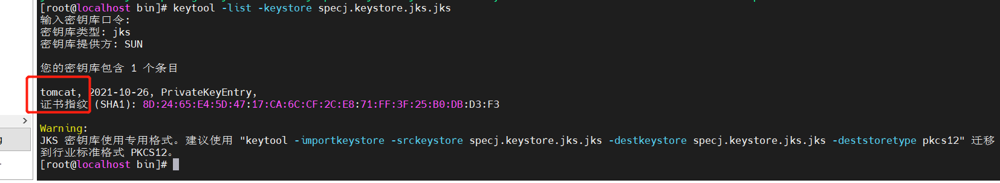 [root@localhost bin]# keytool -list -keystore specj.keystore.jks.jks
输入密钥库口令:
密钥库类型: jks
密钥库提供方: SUN
您的密钥库包含 1 个条目
tomcat, 2021-10-26, PrivateKeyEntry,
证书指纹 (SHA1): 8D:24:65:E4:5D:47:17:CA:6C:CF:2C:E8:71:FF:3F:25:B0:DB:D3:F3
Warning:
JKS 密钥库使用专用格式。建议使用 "keytool -importkeystore -srckeystore specj.keystore.jks.jks -destkeystore specj.keystore.jks.jks -deststoretype pkcs12" 迁移
到行业标准格式 PKCS12。
[root@localhost bin]#